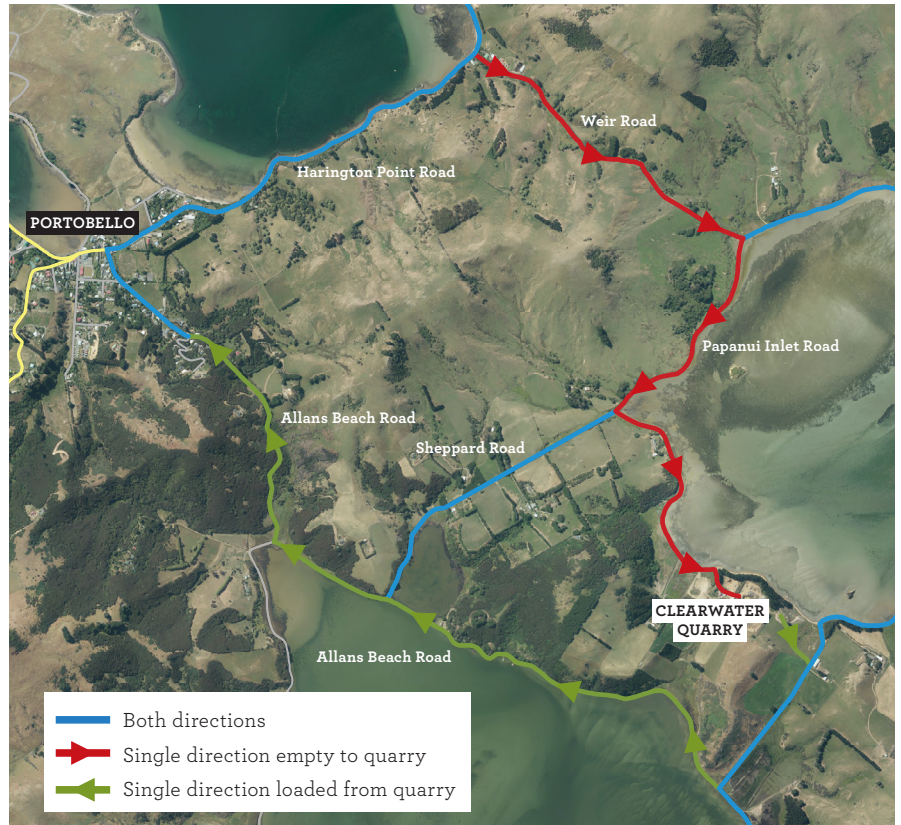 Weir Road
Harington Point Road
PORTOBELLO
Papanui Inlet Road
Allans Beach Road
Sheppard Road
CLEARWATER
QUARRY
Allans Beach Road
Both directions
Single direction empty to quarry
Single direction loaded from quarry